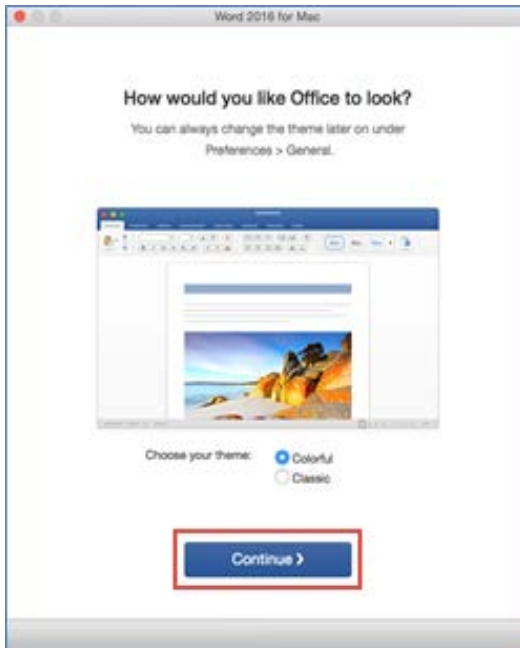 Word 2016 for Mac
How would you like Office to look?
You can always change the theme later on under
Preferences > General.
Choose your theme:
Colorful
Classic
Continue ❯